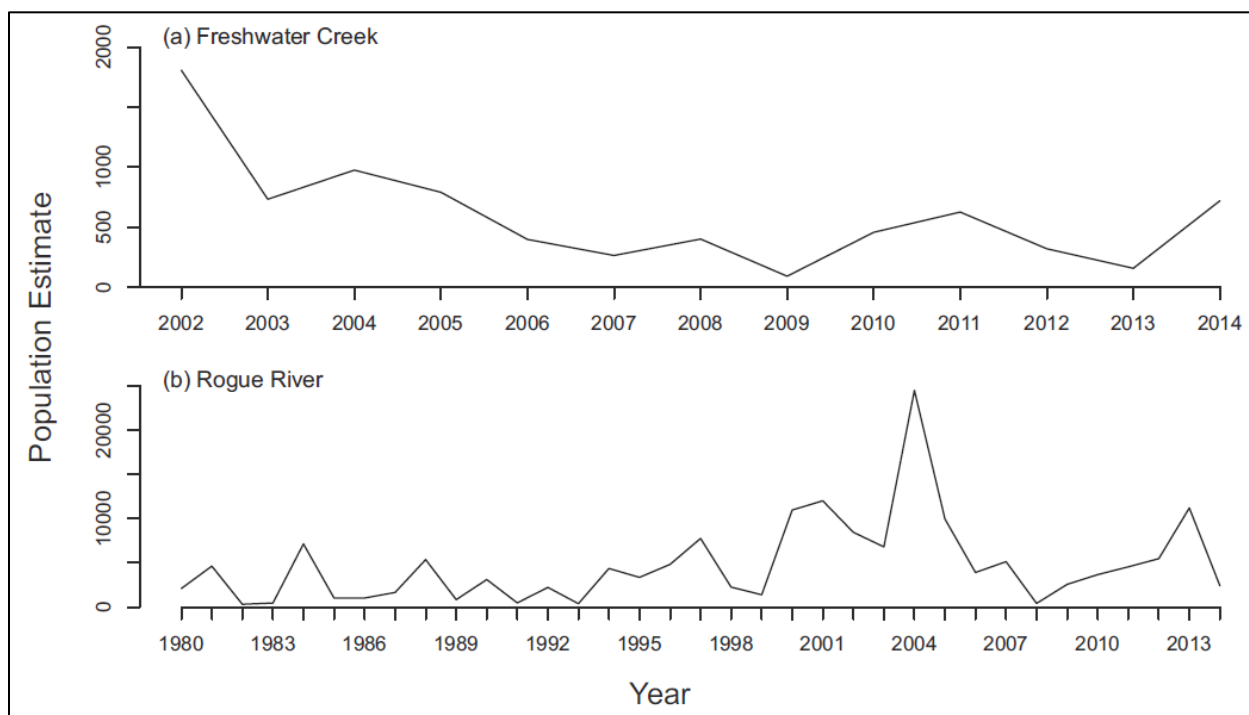 (a) Freshwater Creek
2000
1000
500
0
2002 2003 2004 2005 2006 2007 2008 2009 2010 2011 2012 2013 2014
Population Estimate
(b) Rogue River
20000
10000
0
1980 1983 1986 1989 1992 1995 1998 2001 2004 2007 2010 2013
Year